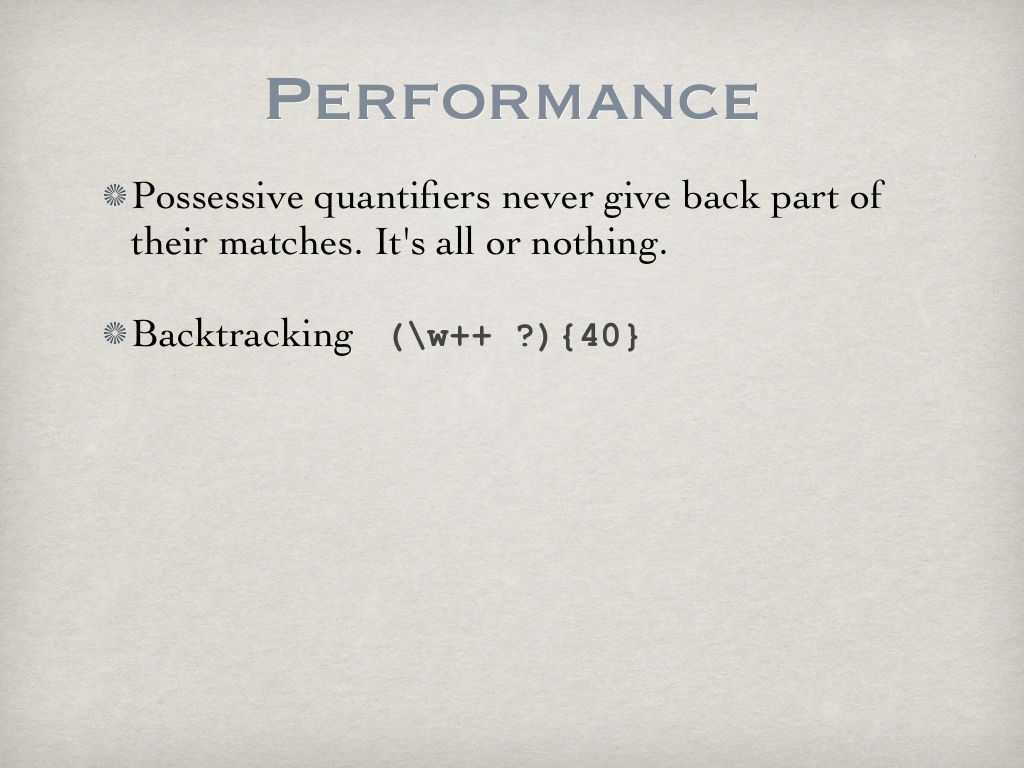 PERFORMANCE
Possessive quantifiers never give back part of
their matches. It's all or nothing.
Backtracking (\w++ ?){40}